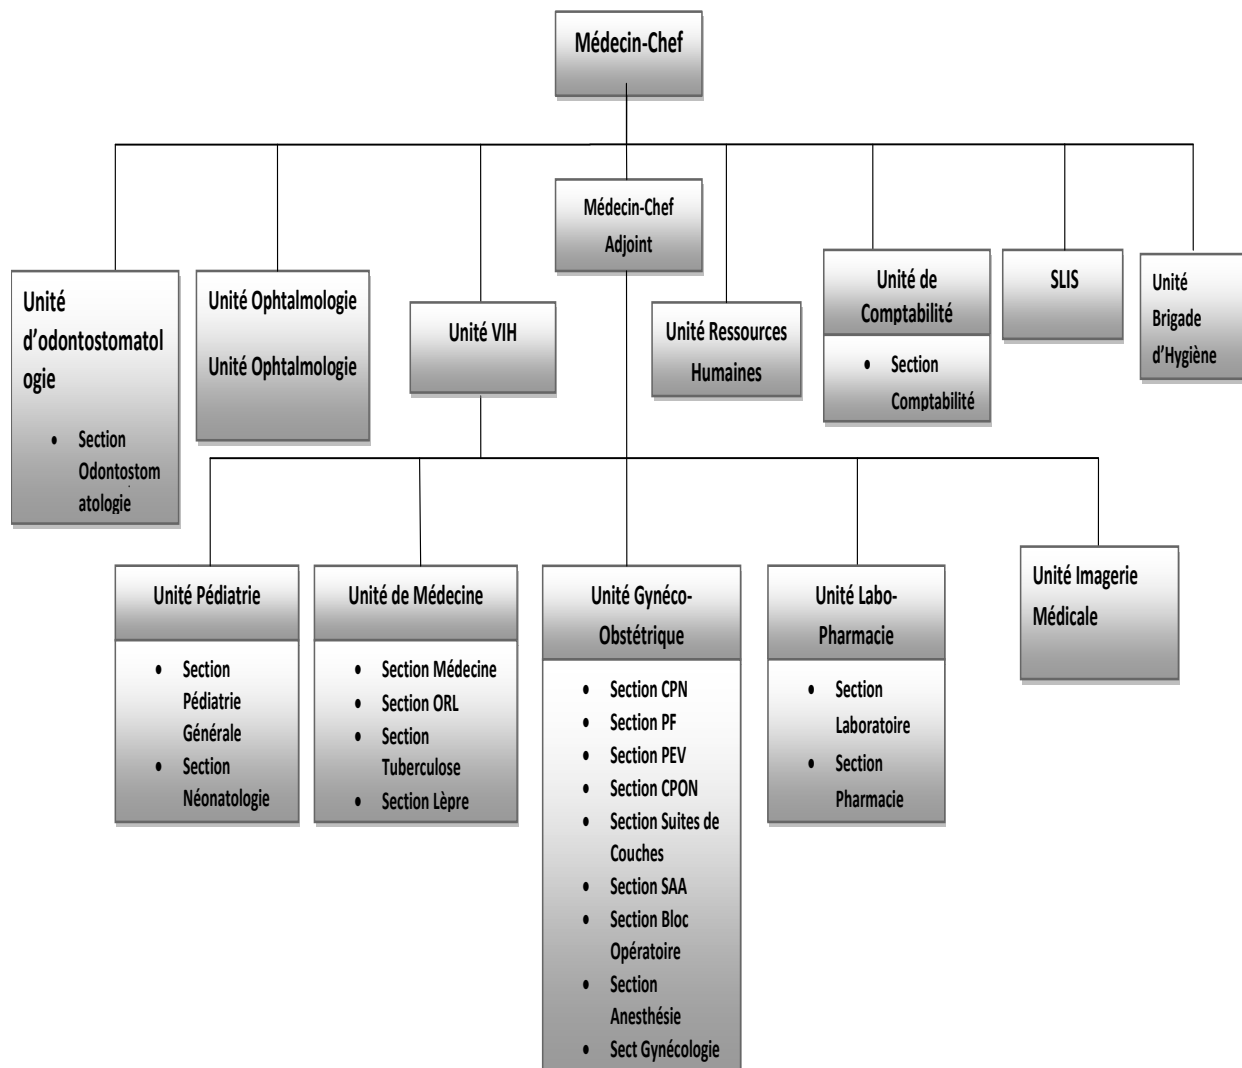 Médecin-Chef
Médecin-Chef
Adjoint
Unité
d’odontostomatol
ogie
• Section
Odontostom
atologie
Unité Ophtalmologie
Unité Ophtalmologie
Unité VIH
Unité Ressources
Humaines
Unité de
Comptabilité
• Section
Comptabilité
SLIS
Unité
Brigade
d’Hygiène
Unité Pédiatrie
• Section
Pédiatrie
Générale
• Section
Néonatologie
Unité de Médecine
• Section Médecine
• Section ORL
• Section
Tuberculose
• Section Lèpre
Unité Gynéco-
Obstétrique
• Section CPN
• Section PF
• Section PEV
• Section CPON
• Section Suites de
Couches
• Section SAA
• Section Bloc
Opératoire
• Section
Anesthésie
• Sect Gynécologie
Unité Labo-
Pharmacie
• Section
Laboratoire
• Section
Pharmacie
Unité Imagerie
Médicale